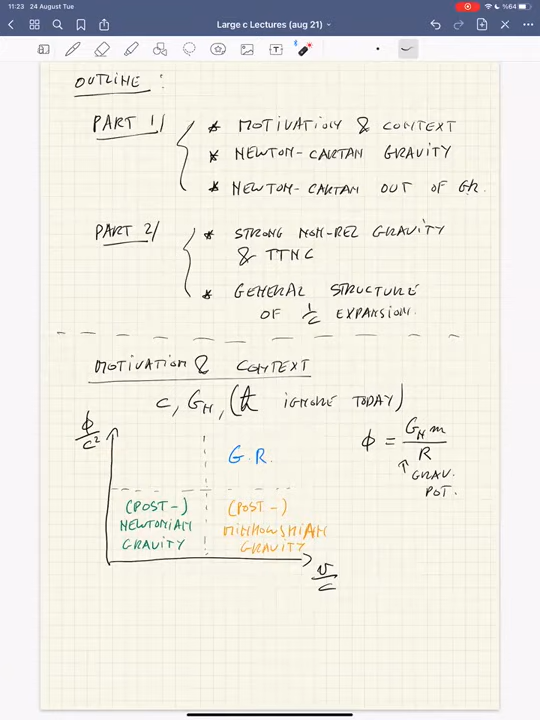 11:23 24 August Tue
%64
Large c Lectures (aug 21)
OUTLINE :
PART 1/
* MOTIVATION & CONTEXT
* NEWTON-CARTAN GRAVITY
* NEWTON-CARTAN OUT OF GR.
PART 2/
* STRONG NON-REL GRAVITY
& TTNC
* GENERAL STRUCTURE
OF 1/c EXPANSION.
MOTIVATION & CONTEXT
c, G_N, (ħ IGNORE TODAY)
ϕ/c²
G.R.
ϕ = G_N m / R
↑ GRAV.
POT.
(POST-)
NEWTONIAN
GRAVITY
(POST-)
MINKOWSKIAN
GRAVITY
v/c